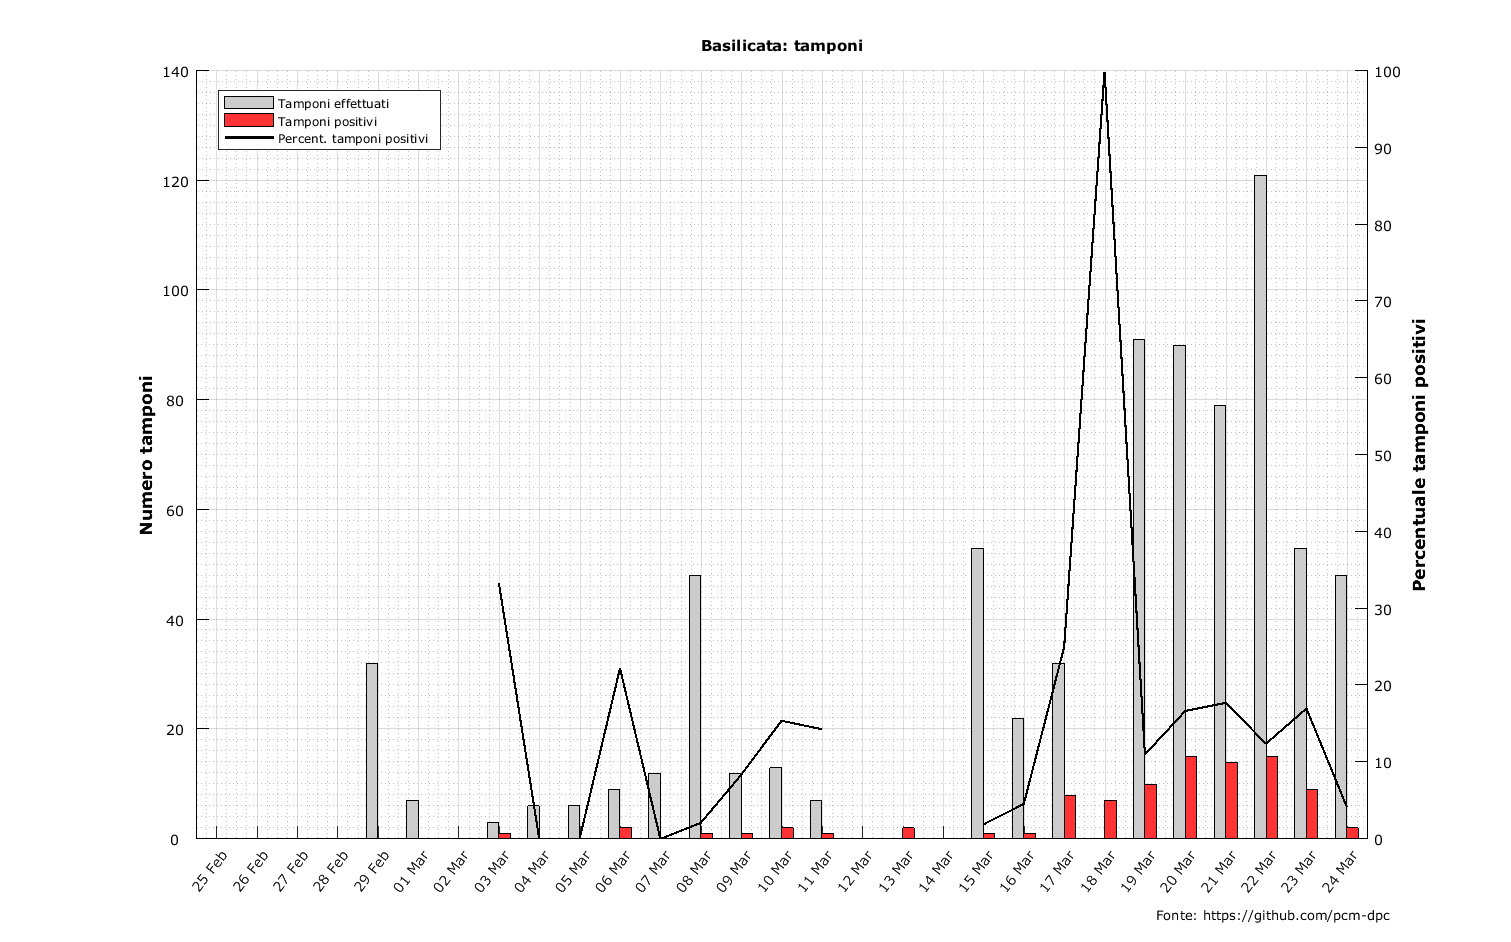 Basilicata: tamponi
Tamponi effettuati
Tamponi positivi
Percent. tamponi positivi
Numero tamponi
140
120
100
80
60
40
20
0
100
90
80
70
60
50
40
30
20
10
0
Percentuale tamponi positivi
25 Feb
26 Feb
27 Feb
28 Feb
29 Feb
01 Mar
02 Mar
03 Mar
04 Mar
05 Mar
06 Mar
07 Mar
08 Mar
09 Mar
10 Mar
11 Mar
12 Mar
13 Mar
14 Mar
15 Mar
16 Mar
17 Mar
18 Mar
19 Mar
20 Mar
21 Mar
22 Mar
23 Mar
24 Mar
Fonte: https://github.com/pcm-dpc